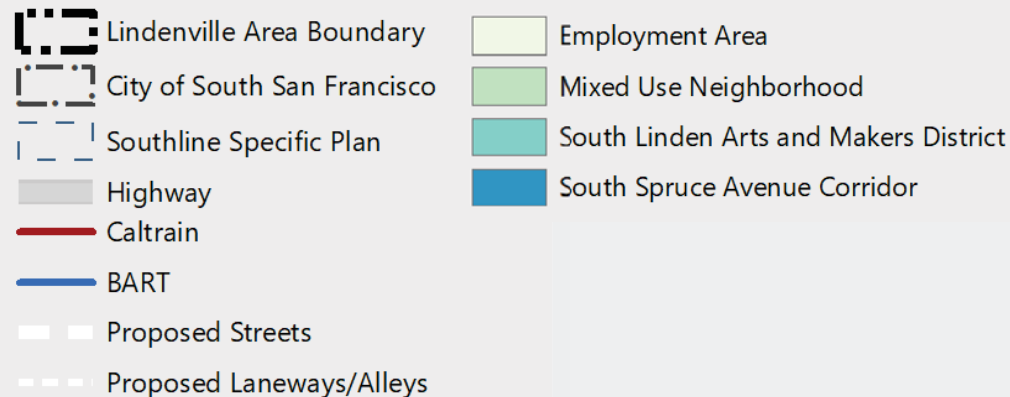 Lindenville Area Boundary
City of South San Francisco
Southline Specific Plan
Highway
Caltrain
BART
Proposed Streets
Proposed Laneways/Alleys
Employment Area
Mixed Use Neighborhood
South Linden Arts and Makers District
South Spruce Avenue Corridor